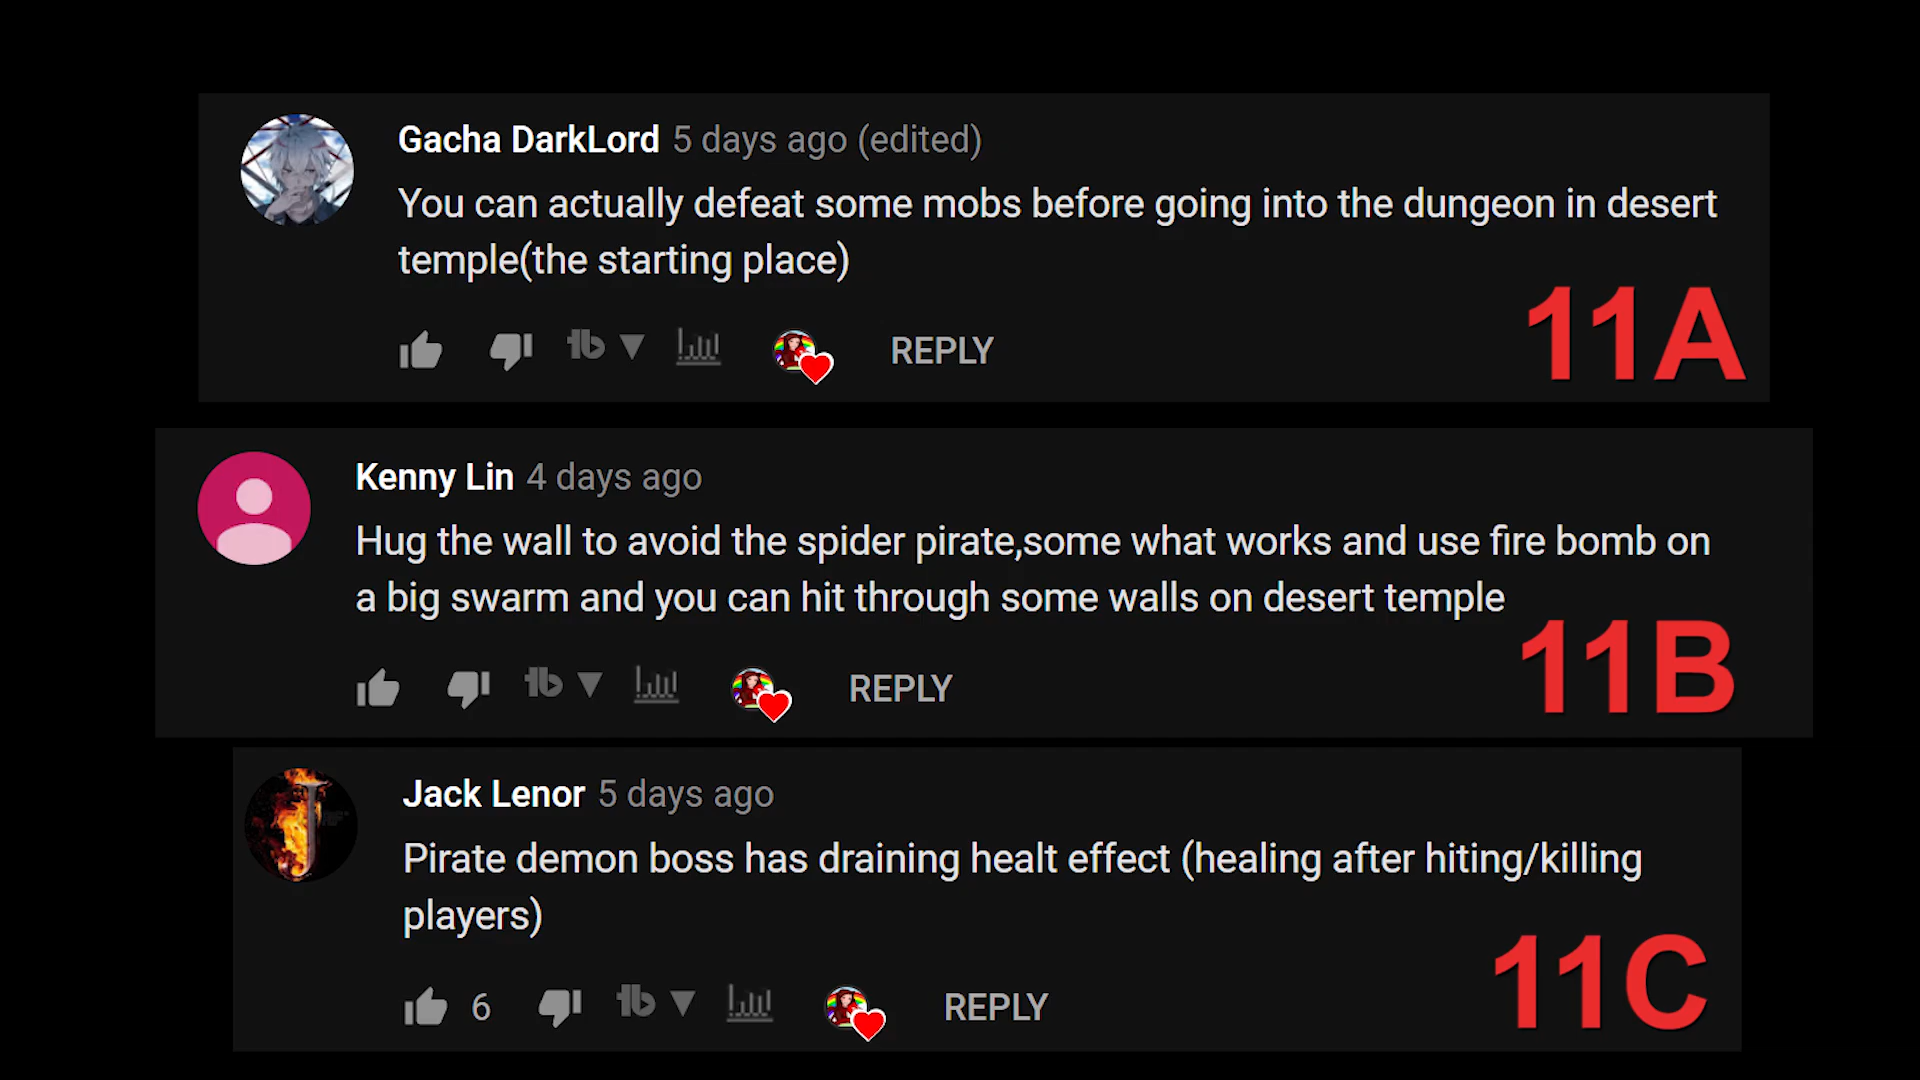 Gacha DarkLord 5 days ago (edited)
You can actually defeat some mobs before going into the dungeon in desert
temple(the starting place)
REPLY
11A
Kenny Lin 4 days ago
Hug the wall to avoid the spider pirate,some what works and use fire bomb on
a big swarm and you can hit through some walls on desert temple
REPLY
11B
Jack Lenor 5 days ago
Pirate demon boss has draining healt effect (healing after hiting/killing
players)
6 REPLY
11C